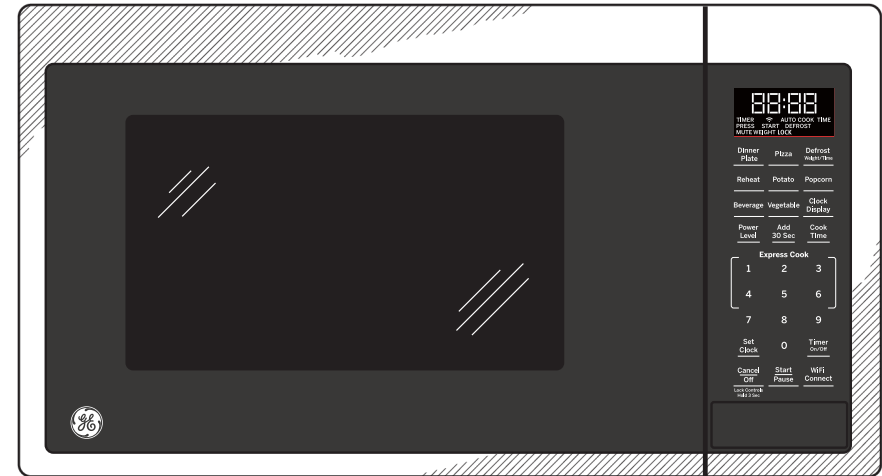 88:88
TIMER AUTO COOK TIME
PRESS START DEFROST
MUTE WEIGHT LOCK
Dinner Plate
Pizza
Defrost
Weight/Time
Reheat
Potato
Popcorn
Beverage
Vegetable
Clock
Display
Power
Level
Add
30 Sec
Cook
Time
Express Cook
1 2 3
4 5 6
7 8 9
Set
Clock
0
Timer
On/Off
Cancel
Off
Start
Pause
WiFi
Connect
Lock Controls
Hold 3 Sec
GE